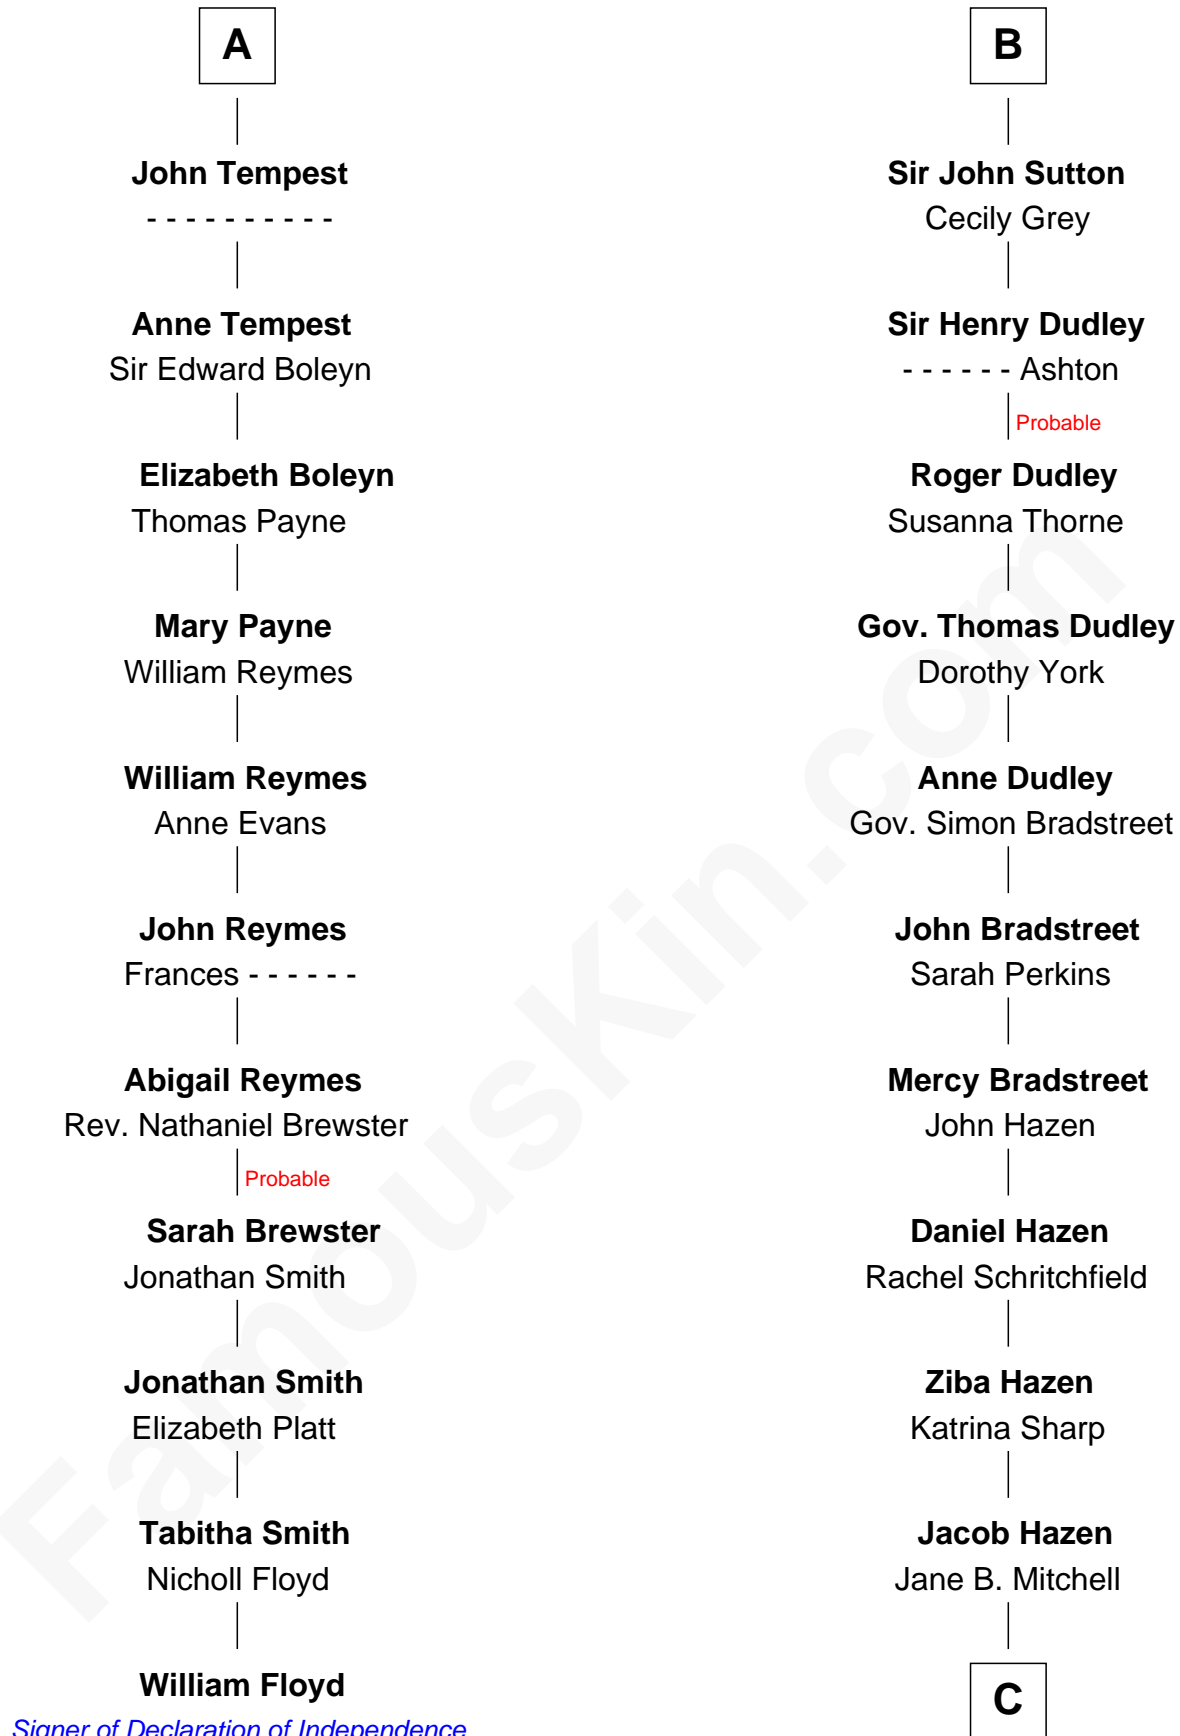 A
John Tempest
- - - - - - - - - -
Anne Tempest
Sir Edward Boleyn
Elizabeth Boleyn
Thomas Payne
Mary Payne
William Reymes
William Reymes
Anne Evans
John Reymes
Frances - - - - - -
Abigail Reymes
Rev. Nathaniel Brewster
Probable
Sarah Brewster
Jonathan Smith
Jonathan Smith
Elizabeth Platt
Tabitha Smith
Nicholl Floyd
William Floyd
Signer of Declaration of Independence
B
Sir John Sutton
Cecily Grey
Sir Henry Dudley
- - - - - - Ashton
Probable
Roger Dudley
Susanna Thorne
Gov. Thomas Dudley
Dorothy York
Anne Dudley
Gov. Simon Bradstreet
John Bradstreet
Sarah Perkins
Mercy Bradstreet
John Hazen
Daniel Hazen
Rachel Schritchfield
Ziba Hazen
Katrina Sharp
Jacob Hazen
Jane B. Mitchell
C
FamousKin.com